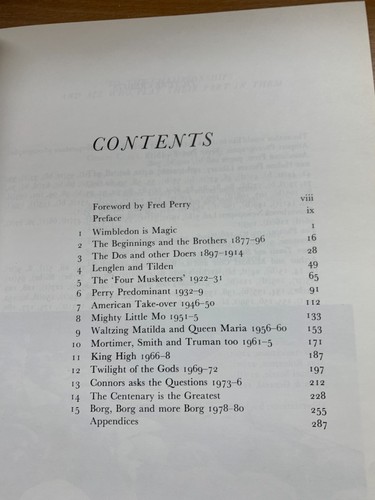 CONTENTS
Foreword by Fred Perry viii
Preface ix
1 Wimbledon is Magic 1
2 The Beginnings and the Brothers 1877–96 16
3 The Dos and other Doers 1897–1914 28
4 Lenglen and Tilden 49
5 The 'Four Musketeers' 1922–31 65
6 Perry Predominant 1932–9 91
7 American Take-over 1946–50 112
8 Mighty Little Mo 1951–5 133
9 Waltzing Matilda and Queen Maria 1956–60 153
10 Mortimer, Smith and Truman too 1961–5 171
11 King High 1966–8 187
12 Twilight of the Gods 1969–72 197
13 Connors asks the Questions 1973–6 212
14 The Centenary is the Greatest 228
15 Borg, Borg and more Borg 1978–80 255
Appendices 287